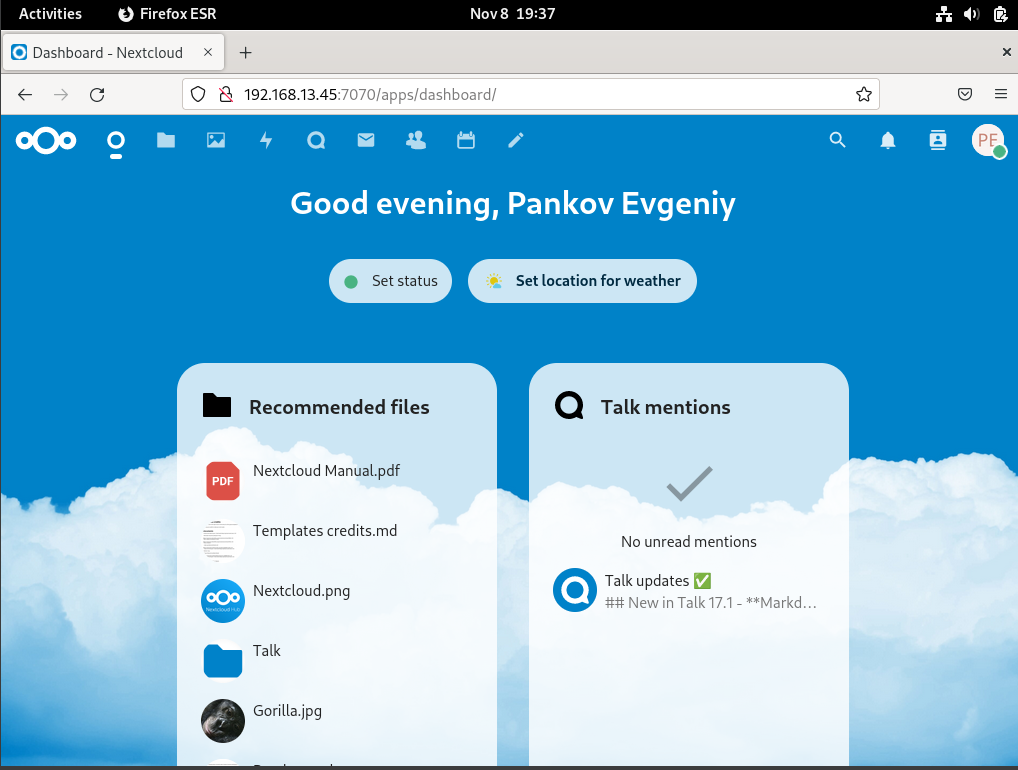 Activities
Firefox ESR
Nov 8 19:37
Dashboard - Nextcloud
192.168.13.45:7070/apps/dashboard/
PE
Good evening, Pankov Evgeniy
Set status
Set location for weather
Recommended files
PDF
Nextcloud Manual.pdf
Templates credits.md
Nextcloud.png
Nextcloud Hub
Talk
Gorilla.jpg
Talk mentions
No unread mentions
Talk updates ✅
## New in Talk 17.1 - **Markd…